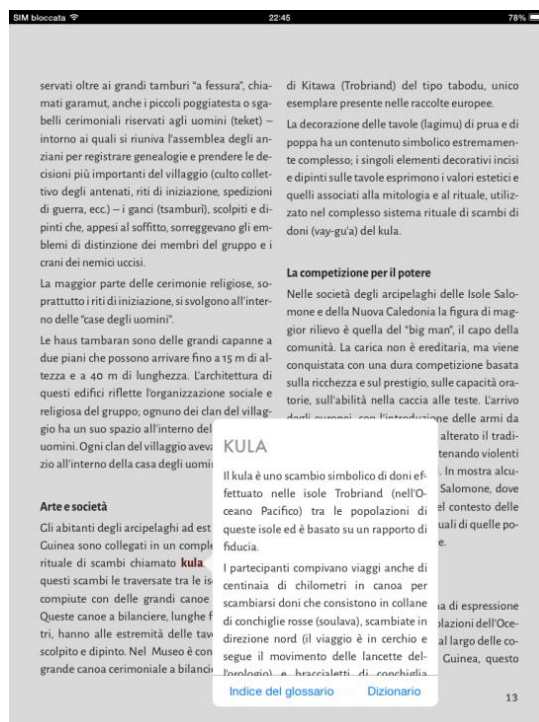 SIM bloccata 22:45 78%
servati oltre ai grandi tamburi “a fessura”, chia-
mati garamut, anche i piccoli poggiatesta o sga-
belli cerimoniali riservati agli uomini (teket) –
intorno ai quali si riuniva l'assemblea degli an-
ziani per registrare genealogie e prendere le de-
cisioni più importanti del villaggio (culto collet-
tivo degli antenati, riti di iniziazione, spedizioni
di guerra, ecc.) – i ganci (tsamburi), scolpiti e di-
pinti che, appesi al soffitto, sorreggevano gli em-
blemi di distinzione dei membri del gruppo e i
crani dei nemici uccisi.
La maggior parte delle cerimonie religiose, so-
prattutto i riti di iniziazione, si svolgono all'inter-
no delle “case degli uomini”.
Le haus tambaran sono delle grandi capanne a
due piani che possono arrivare fino a 15 m di al-
tezza e a 40 m di lunghezza. L'architettura di
questi edifici riflette l'organizzazione sociale e
religiosa del gruppo; ognuno dei clan del villag-
gio ha un suo spazio all'interno
uomini. Ogni clan del villaggio
zio all'interno della casa degli
Arte e società
Gli abitanti degli arcipelaghi ad est
Guinea sono collegati in un
rituale di scambi chiamato kula.
questi scambi le traversate tra le
compiute con delle grandi canoe
Queste canoe a bilanciere, lunghe
tri, hanno alle estremità delle
scolpito e dipinto. Nel Museo è
grande canoa cerimoniale a
di Kitawa (Trobriand) del tipo tabodu, unico
esemplare presente nelle raccolte europee.
La decorazione delle tavole (lagimu) di prua e di
poppa ha un contenuto simbolico estremamen-
te complesso; i singoli elementi decorativi incisi
e dipinti sulle tavole esprimono i valori estetici e
quelli associati alla mitologia e al rituale, utiliz-
zato nel complesso sistema rituale di scambi di
doni (vay-gu'a) del kula.
La competizione per il potere
Nelle società degli arcipelaghi delle Isole Salo-
mone e della Nuova Caledonia la figura di mag-
gior rilievo è quella del “big man”, il capo della
comunità. La carica non è ereditaria, ma viene
conquistata con una dura competizione basata
sulla ricchezza e sul prestigio, sulle capacità ora-
torie, sull'abilità nella caccia alle teste. L'arrivo
degli europei, con l'introduzione delle armi da
alterato il tradi-
tenando violenti
In mostra alcu-
Salomone, dove
contesto delle
di quelle po-
di espressione
dell'Oce-
al largo delle co-
Guinea, questo
KULA
Il kula è uno scambio simbolico di doni ef-
fettuato nelle isole Trobriand (nell'O-
ceano Pacifico) tra le popolazioni di
queste isole ed è basato su un rapporto di
fiducia.
I partecipanti compivano viaggi anche di
centinaia di chilometri in canoa per
scambiarsi doni che consistono in collane
di conchiglie rosse (soulava), scambiate in
direzione nord (il viaggio è in cerchio e
segue il movimento delle lancette del-
l'orologio) e braccialetti di conchiglia
Indice del glossario Dizionario
13